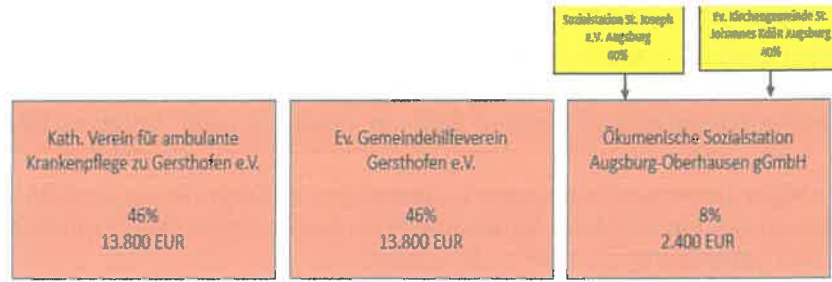 Sozialstation St. Joseph
e.V. Augsburg
60%
Ev. Kirchengemeinde St.
Johannes KdöR Augsburg
40%
Kath. Verein für ambulante
Krankenpflege zu Gersthofen e.V.
46%
13.800 EUR
Ev. Gemeindehilfeverein
Gersthofen e.V.
46%
13.800 EUR
Ökumenische Sozialstation
Augsburg-Oberhausen gGmbH
8%
2.400 EUR